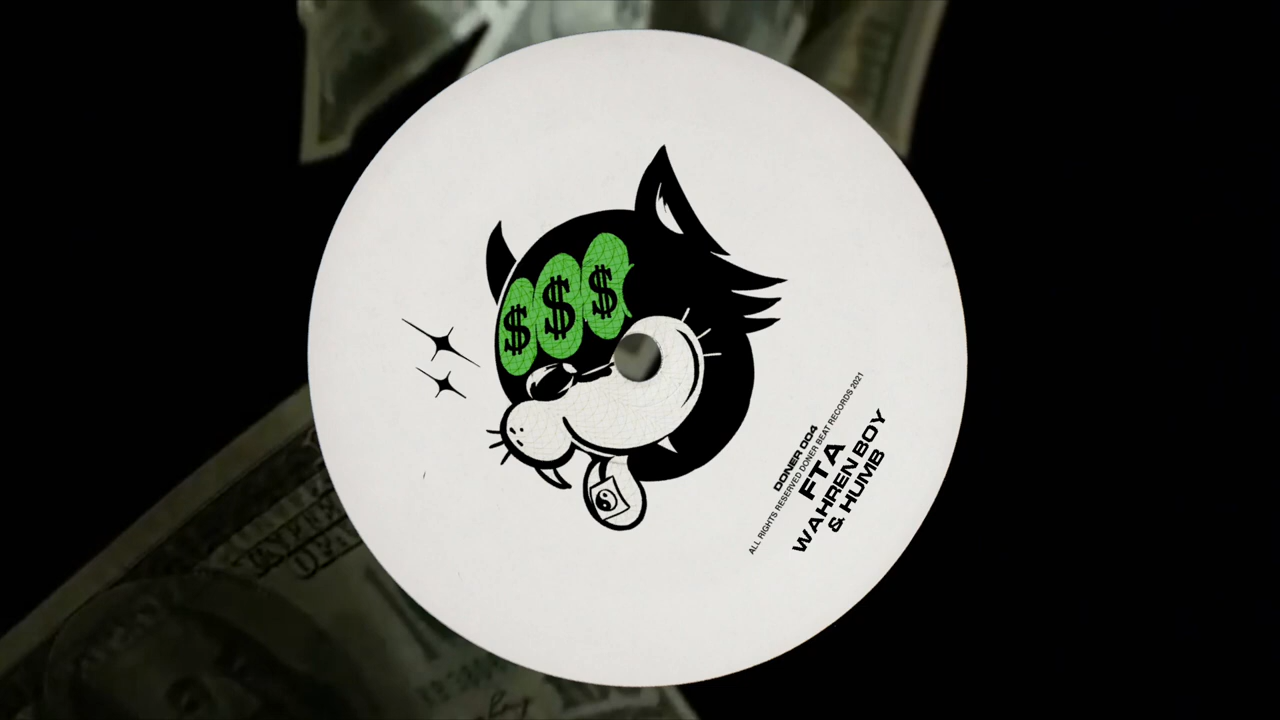 $ $ $
DONER 004
ALL RIGHTS RESERVED DONER BEAT RECORDS 2021
FTA
WAHREN BOY
& HUMB